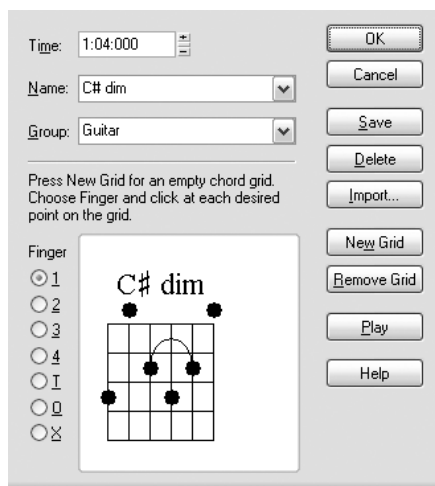 Time: 1:04:000
OK
Cancel
Name: C# dim
Group: Guitar
Save
Delete
Import...
Press New Grid for an empty chord grid.
Choose Finger and click at each desired
point on the grid.
New Grid
Remove Grid
Play
Help
Finger
1
2
3
4
T
O
X
C♯ dim